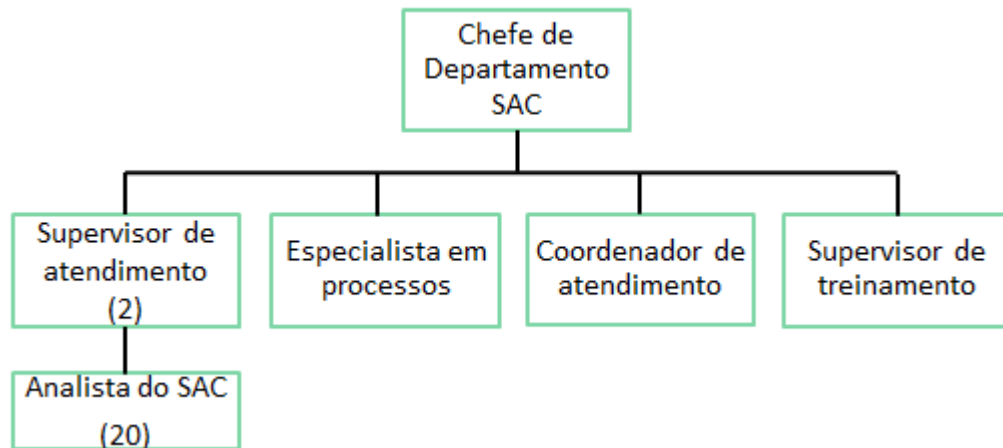 Chefe de
Departamento
SAC
Supervisor de
atendimento
(2)
Especialista em
processos
Coordenador de
atendimento
Supervisor de
treinamento
Analista do SAC
(20)